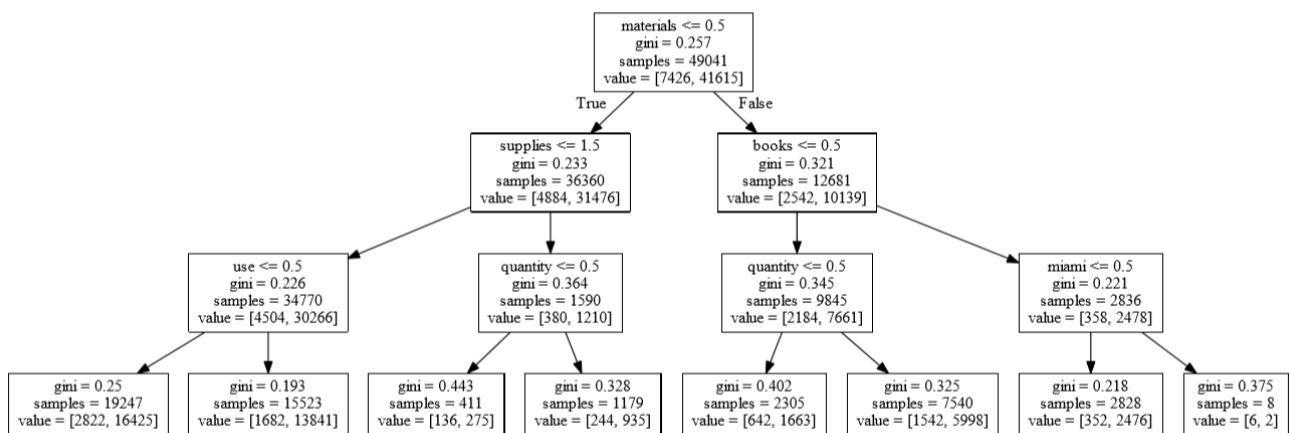 materials <= 0.5
gini = 0.257
samples = 49041
value = [7426, 41615]
True
False
supplies <= 1.5
gini = 0.233
samples = 36360
value = [4884, 31476]
books <= 0.5
gini = 0.321
samples = 12681
value = [2542, 10139]
use <= 0.5
gini = 0.226
samples = 34770
value = [4504, 30266]
quantity <= 0.5
gini = 0.364
samples = 1590
value = [380, 1210]
quantity <= 0.5
gini = 0.345
samples = 9845
value = [2184, 7661]
miami <= 0.5
gini = 0.221
samples = 2836
value = [358, 2478]
gini = 0.25
samples = 19247
value = [2822, 16425]
gini = 0.193
samples = 15523
value = [1682, 13841]
gini = 0.443
samples = 411
value = [136, 275]
gini = 0.328
samples = 1179
value = [244, 935]
gini = 0.402
samples = 2305
value = [642, 1663]
gini = 0.325
samples = 7540
value = [1542, 5998]
gini = 0.218
samples = 2828
value = [352, 2476]
gini = 0.375
samples = 8
value = [6, 2]